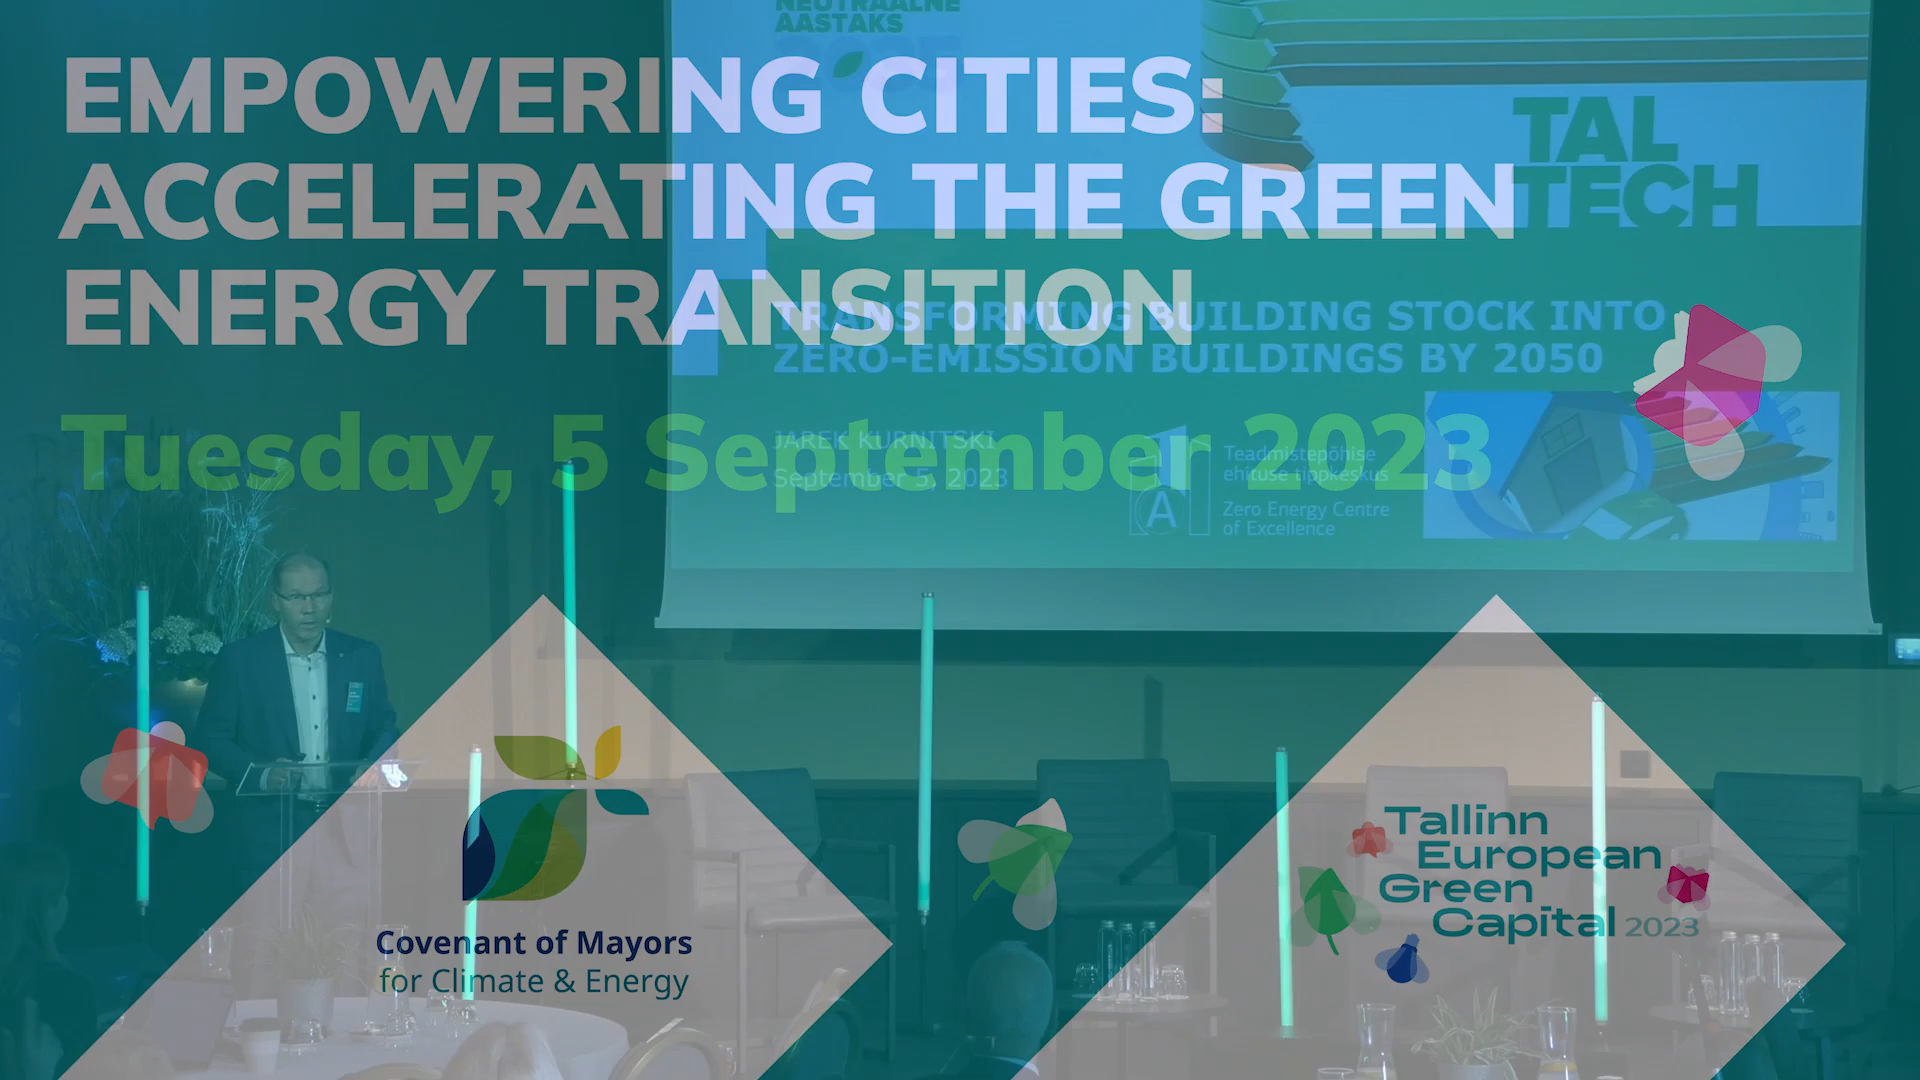 NEUTRAALNE
AASTAKS
2035
EMPOWERING CITIES:
ACCELERATING THE GREEN
ENERGY TRANSITION
TAL
TECH
TRANSFORMING BUILDING STOCK INTO
ZERO-EMISSION BUILDINGS BY 2050
Tuesday, 5 September 2023
JAREK KURNITSKI
September 5, 2023
Teadmistepõhise
ehituse tippkeskus
Zero Energy Centre
of Excellence
Covenant of Mayors
for Climate & Energy
Tallinn
European
Green
Capital 2023